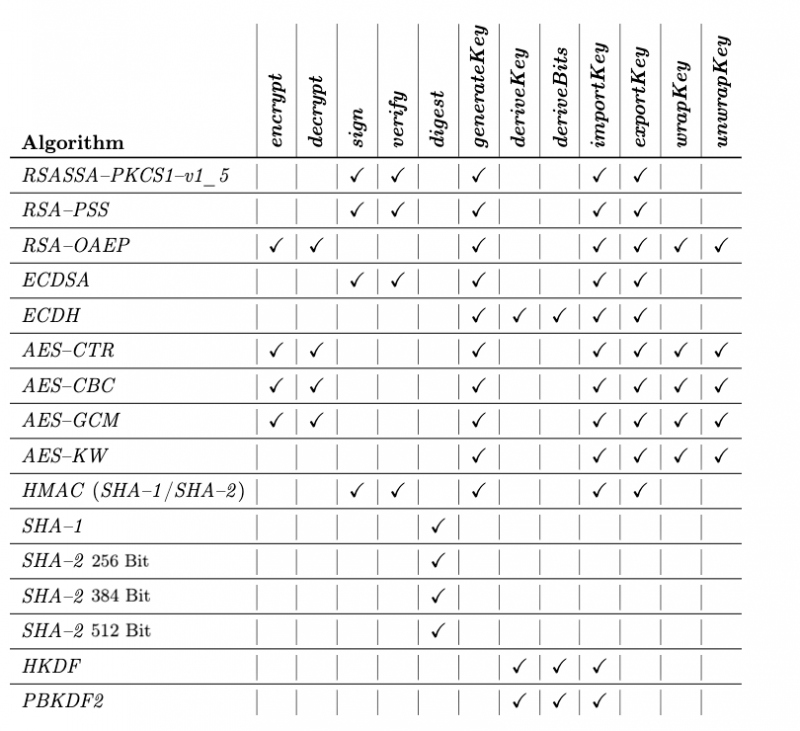 Algorithm encrypt decrypt sign verify digest generateKey deriveKey deriveBits importKey exportKey wrapKey unwrapKey
RSASSA–PKCS1–v1_5 ✓ ✓ ✓ ✓ ✓
RSA–PSS ✓ ✓ ✓ ✓ ✓
RSA–OAEP ✓ ✓ ✓ ✓ ✓ ✓ ✓
ECDSA ✓ ✓ ✓ ✓ ✓
ECDH ✓ ✓ ✓ ✓ ✓
AES–CTR ✓ ✓ ✓ ✓ ✓ ✓ ✓
AES–CBC ✓ ✓ ✓ ✓ ✓ ✓ ✓
AES–GCM ✓ ✓ ✓ ✓ ✓ ✓ ✓
AES–KW ✓ ✓ ✓ ✓ ✓
HMAC (SHA–1/SHA–2) ✓ ✓ ✓ ✓ ✓
SHA–1 ✓
SHA–2 256 Bit ✓
SHA–2 384 Bit ✓
SHA–2 512 Bit ✓
HKDF ✓ ✓ ✓
PBKDF2 ✓ ✓ ✓